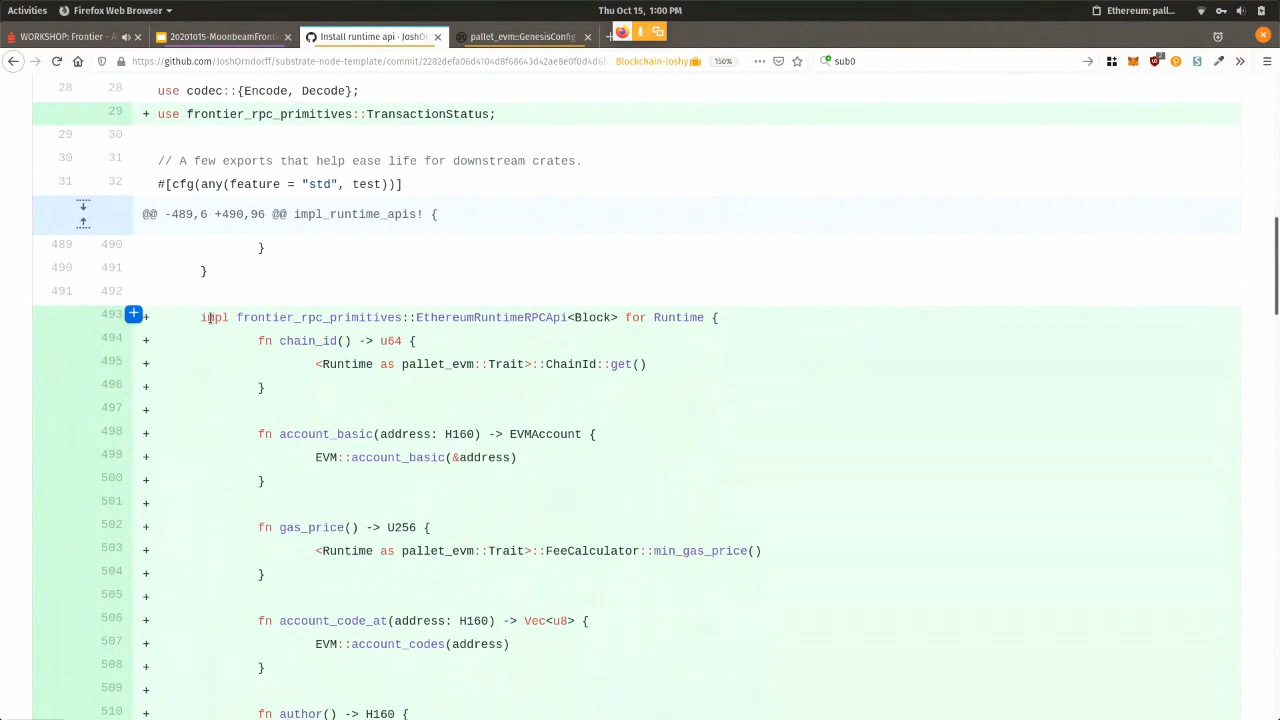 Activities Firefox Web Browser Thu Oct 15, 1:00 PM Ethereum: pall...
WORKSHOP: Frontier - A 20201015-MoonbeamFronti Install runtime api · JoshO pallet_evm::GenesisConfig
https://github.com/JoshOrndorff/substrate-node-template/commit/2282defa06d4104d8f68643d42ae8e0f0d4d6 Blockchain-Joshy 150% sub0
28 28 use codec::{Encode, Decode};
29 + use frontier_rpc_primitives::TransactionStatus;
29 30
30 31 // A few exports that help ease life for downstream crates.
31 32 #[cfg(any(feature = "std", test))]
@@ -489,6 +490,96 @@ impl_runtime_apis! {
489 490 }
490 491 }
491 492
493 + impl frontier_rpc_primitives::EthereumRuntimeRPCApi<Block> for Runtime {
494 + fn chain_id() -> u64 {
495 + <Runtime as pallet_evm::Trait>::ChainId::get()
496 + }
497 +
498 + fn account_basic(address: H160) -> EVMAccount {
499 + EVM::account_basic(&address)
500 + }
501 +
502 + fn gas_price() -> U256 {
503 + <Runtime as pallet_evm::Trait>::FeeCalculator::min_gas_price()
504 + }
505 +
506 + fn account_code_at(address: H160) -> Vec<u8> {
507 + EVM::account_codes(address)
508 + }
509 +
510 + fn author() -> H160 {